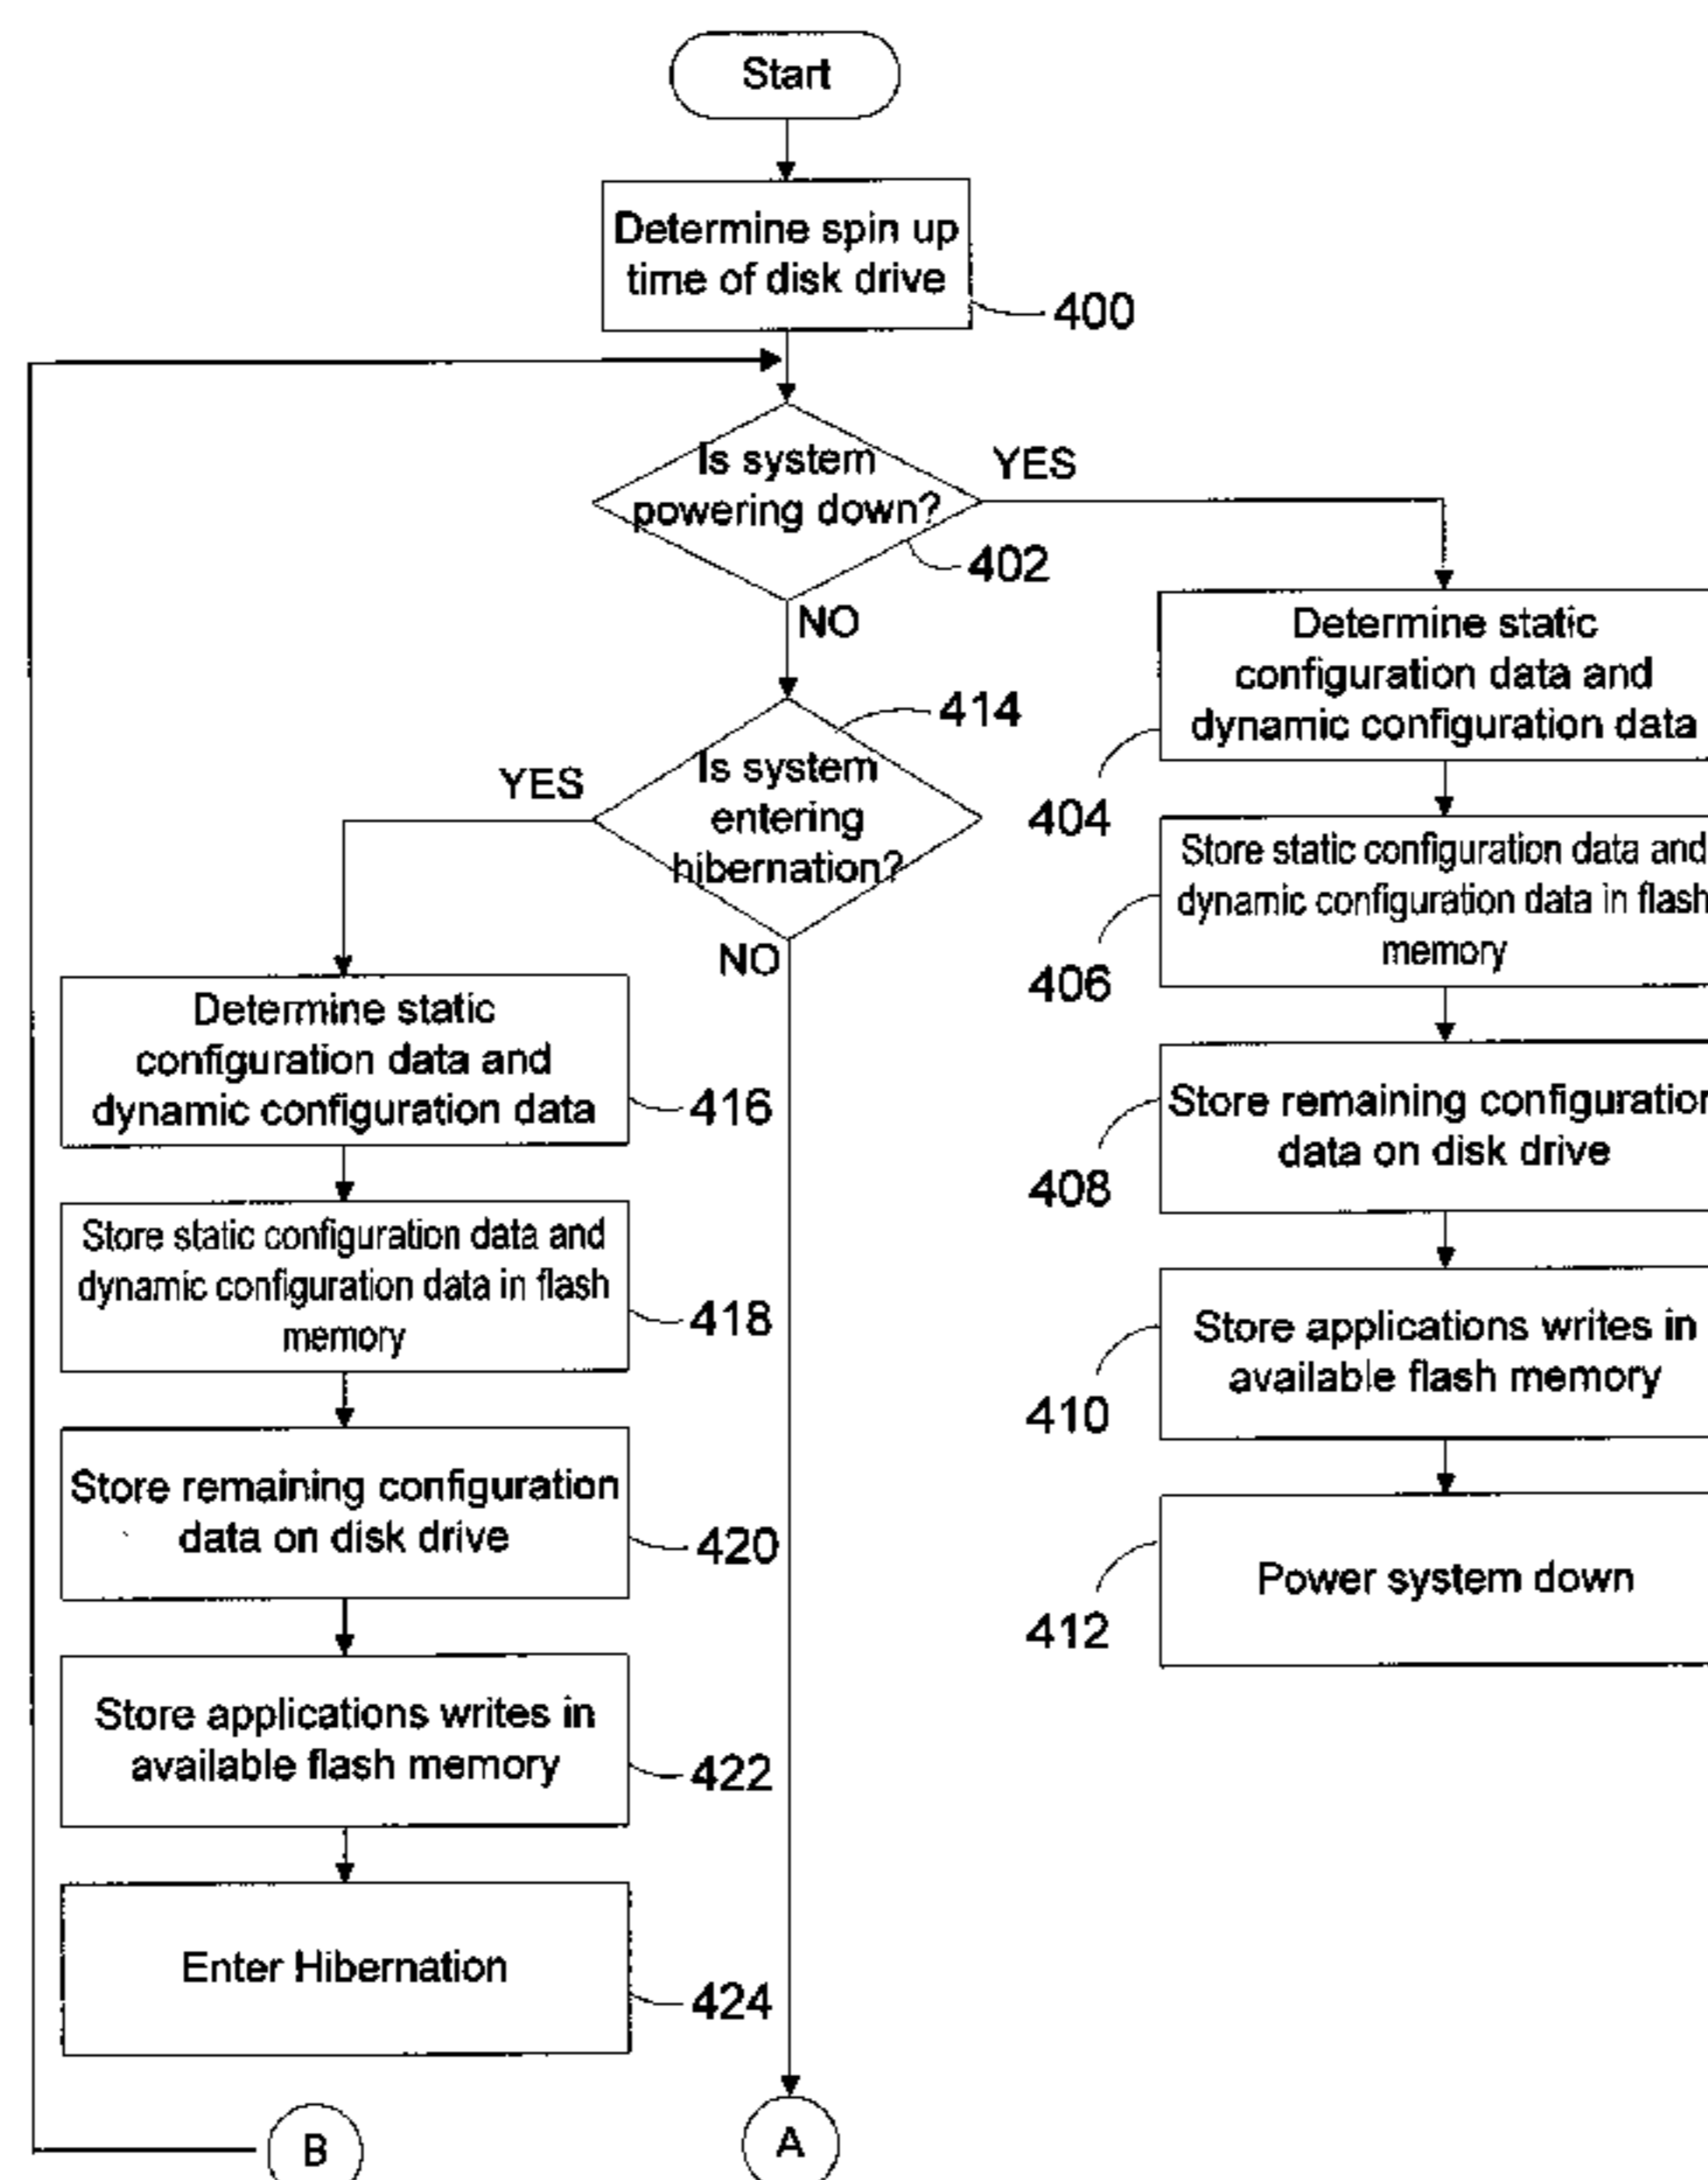 Start
Determine spin up
time of disk drive
400
Is system
powering down?
YES
402
NO
Determine static
configuration data and
dynamic configuration data
404
Store static configuration data and
dynamic configuration data in flash
memory
406
Store remaining configuration
data on disk drive
408
Store applications writes in
available flash memory
410
Power system down
412
414
Is system
entering
hibernation?
YES
NO
Determine static
configuration data and
dynamic configuration data
416
Store static configuration data and
dynamic configuration data in flash
memory
418
Store remaining configuration
data on disk drive
420
Store applications writes in
available flash memory
422
Enter Hibernation
424
B
A